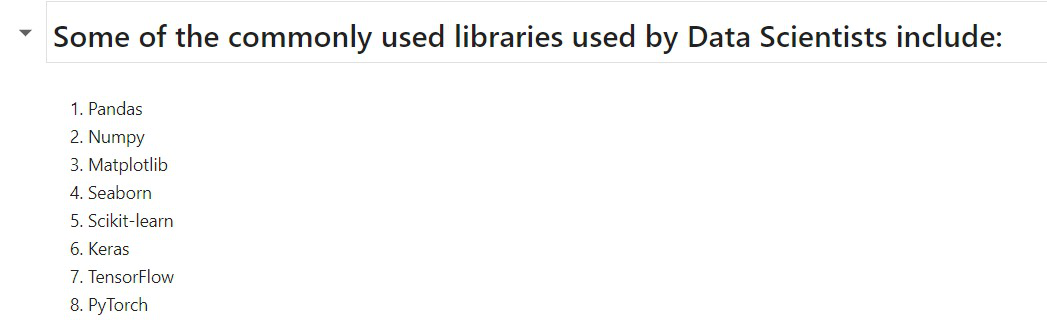 Some of the commonly used libraries used by Data Scientists include:
1. Pandas
2. Numpy
3. Matplotlib
4. Seaborn
5. Scikit-learn
6. Keras
7. TensorFlow
8. PyTorch